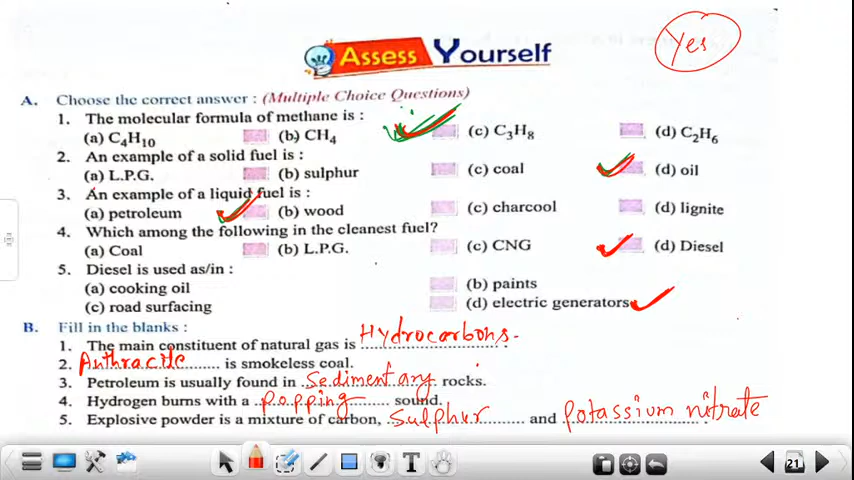 Yes
Assess Yourself
A. Choose the correct answer : (Multiple Choice Questions)
1. The molecular formula of methane is :
(a) C₄H₁₀ (b) CH₄ (c) C₃H₈ (d) C₂H₆
2. An example of a solid fuel is :
(a) L.P.G. (b) sulphur (c) coal (d) oil
3. An example of a liquid fuel is :
(a) petroleum (b) wood (c) charcool (d) lignite
4. Which among the following in the cleanest fuel?
(a) Coal (b) L.P.G. (c) CNG (d) Diesel
5. Diesel is used as/in :
(a) cooking oil (b) paints
(c) road surfacing (d) electric generators
B. Fill in the blanks :
1. The main constituent of natural gas is Hydrocarbons.
2. Anthracite is smokeless coal.
3. Petroleum is usually found in Sedimentary rocks.
4. Hydrogen burns with a popping sound.
5. Explosive powder is a mixture of carbon, Sulphur and potassium nitrate.
21